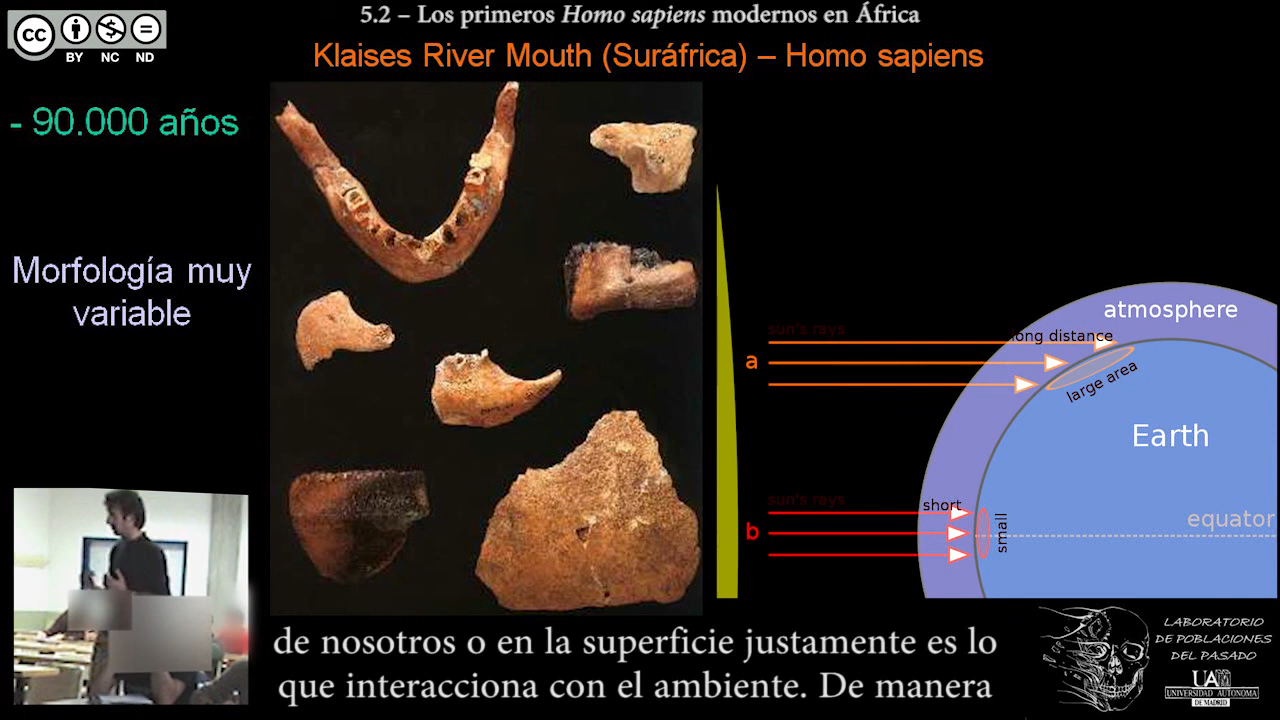 5.2 – Los primeros Homo sapiens modernos en África
Klaises River Mouth (Suráfrica) – Homo sapiens
CC
BY NC ND
- 90.000 años
Morfología muy
variable
atmosphere
sun's rays
long distance
a
large area
Earth
sun's rays
short
b
small
equator
de nosotros o en la superficie justamente es lo
que interacciona con el ambiente. De manera
LABORATORIO
DE POBLACIONES
DEL PASADO
UAM
UNIVERSIDAD AUTONOMA
DE MADRID